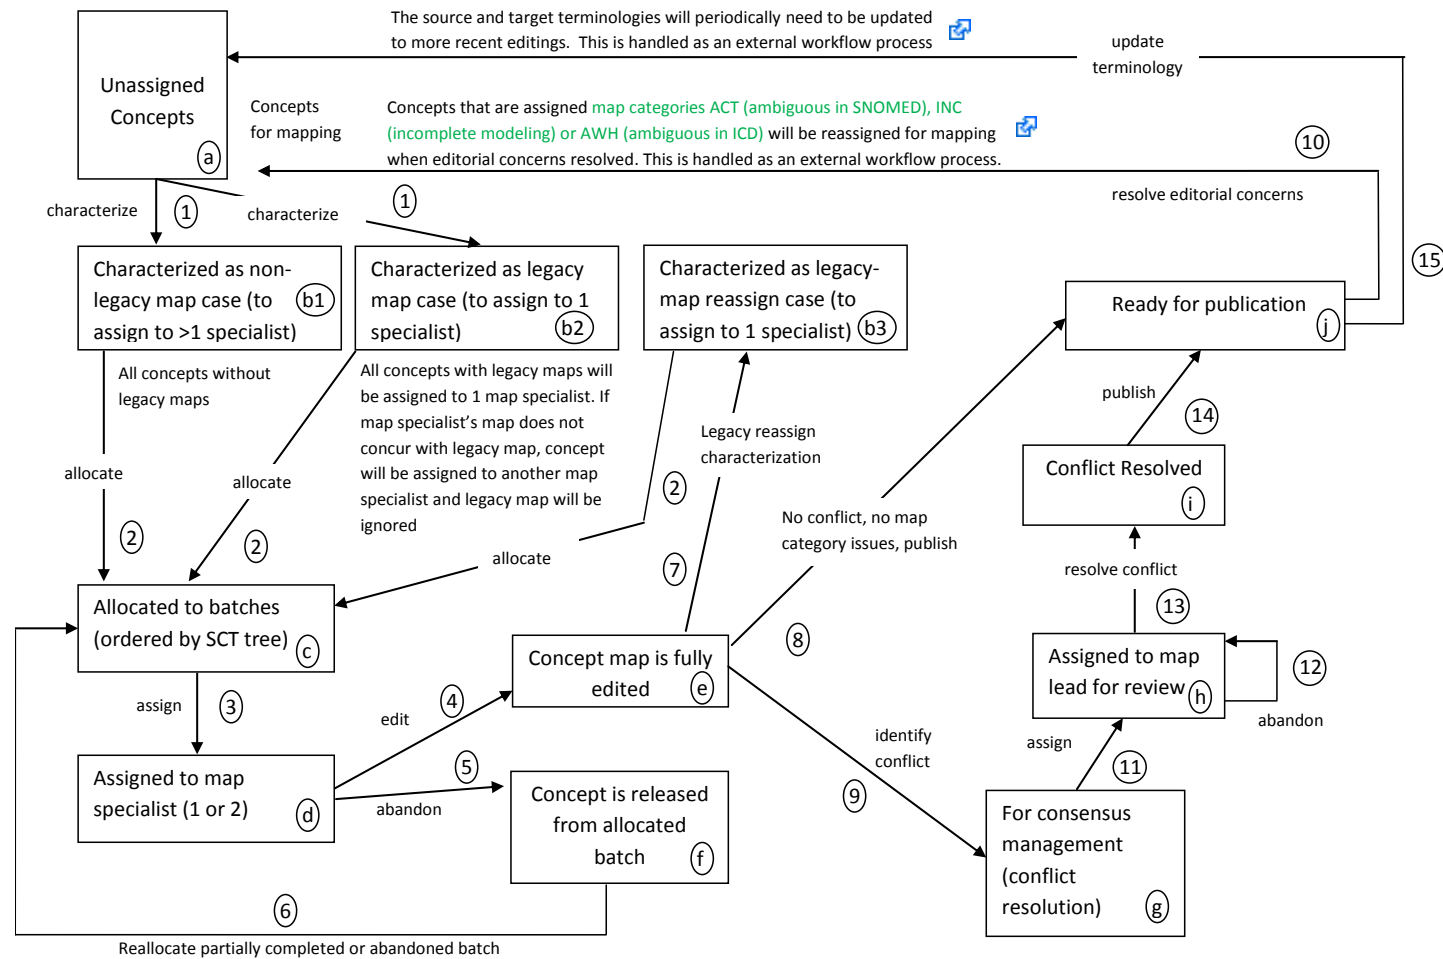 The source and target terminologies will periodically need to be updated
to more recent editings.  This is handled as an external workflow process
update
terminology
Unassigned
Concepts
a
Concepts
for mapping
Concepts that are assigned map categories ACT (ambiguous in SNOMED), INC
(incomplete modeling) or AWH (ambiguous in ICD) will be reassigned for mapping
when editorial concerns resolved. This is handled as an external workflow process.
10
resolve editorial concerns
15
characterize
1
characterize
1
Characterized as non-
legacy map case (to
assign to >1 specialist)
b1
Characterized as legacy
map case (to assign to 1
specialist)
b2
Characterized as legacy-
map reassign case (to
assign to 1 specialist)
b3
Ready for publication
j
All concepts without
legacy maps
All concepts with legacy maps will
be assigned to 1 map specialist. If
map specialist's map does not
concur with legacy map, concept
will be assigned to another map
specialist and legacy map will be
ignored
Legacy reassign
characterization
publish
14
allocate
2
allocate
2
allocate
2
7
Conflict Resolved
i
No conflict, no map
category issues, publish
8
resolve conflict
13
Allocated to batches
(ordered by SCT tree)
c
Concept map is fully
edited
e
Assigned to map
lead for review
h
12
abandon
assign
3
edit
4
5
abandon
identify
conflict
9
assign
11
Assigned to map
specialist (1 or 2)
d
Concept is released
from allocated
batch
f
For consensus
management
(conflict
resolution)
g
6
Reallocate partially completed or abandoned batch